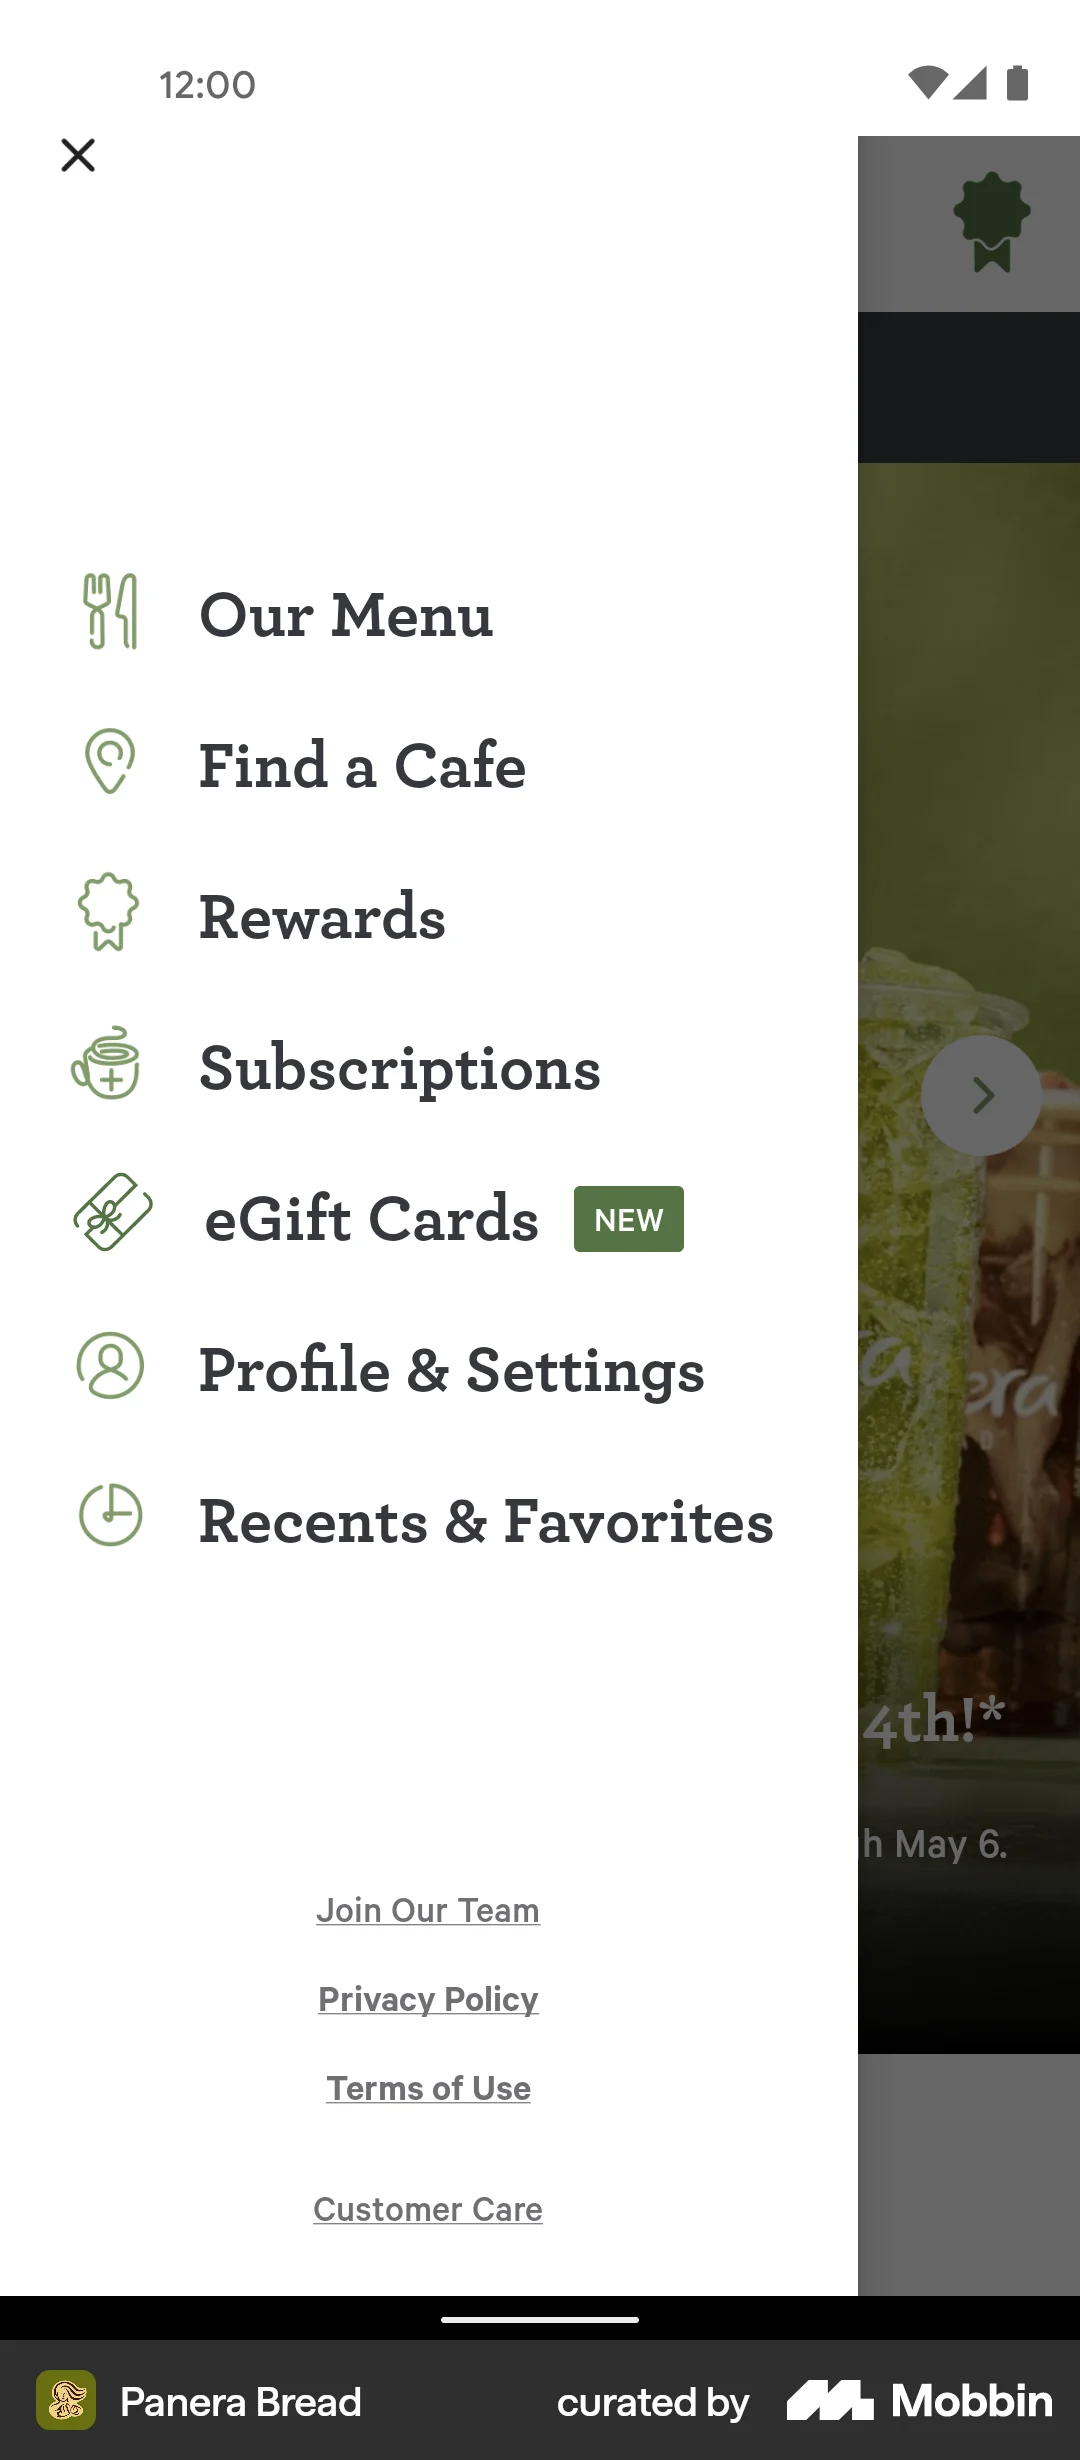 12:00
Our Menu
Find a Cafe
Rewards
Subscriptions
eGift Cards NEW
Profile & Settings
Recents & Favorites
4th!*
May 6.
Join Our Team
Privacy Policy
Terms of Use
Customer Care
Panera Bread
curated by Mobbin